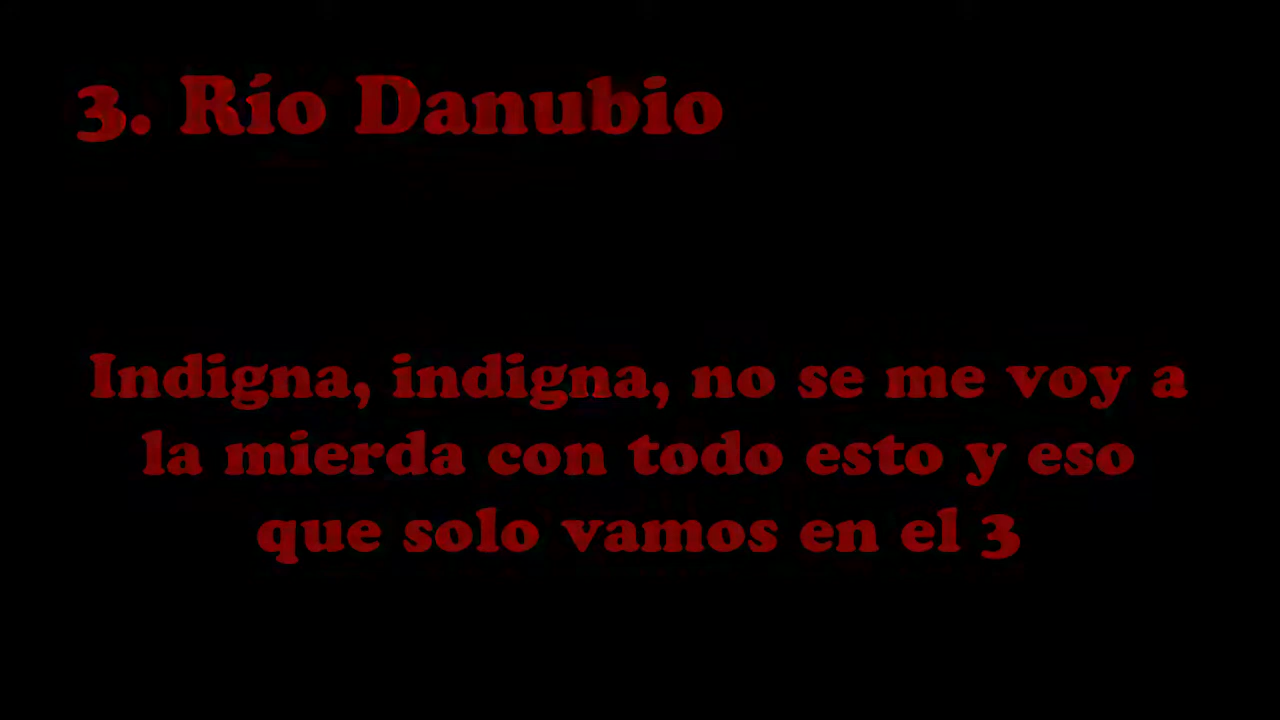 3. Río Danubio
Indigna, indigna, no se me voy a
la mierda con todo esto y eso
que solo vamos en el 3